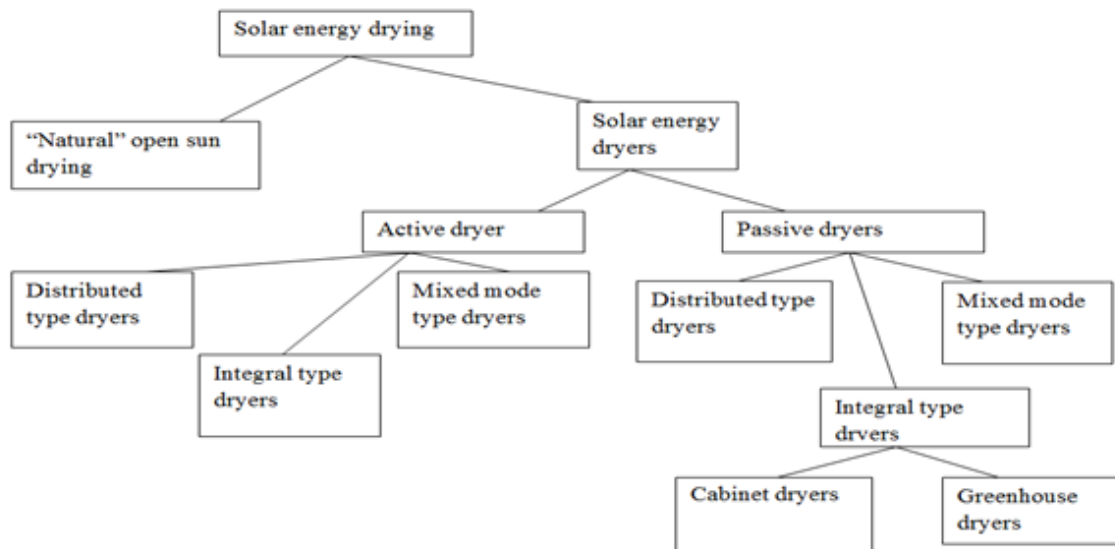 Solar energy drying
“Natural” open sun
drying
Solar energy
dryers
Active dryer
Passive dryers
Distributed
type dryers
Mixed mode
type dryers
Integral type
dryers
Distributed type
dryers
Mixed mode
type dryers
Integral type
drvers
Cabinet dryers
Greenhouse
dryers